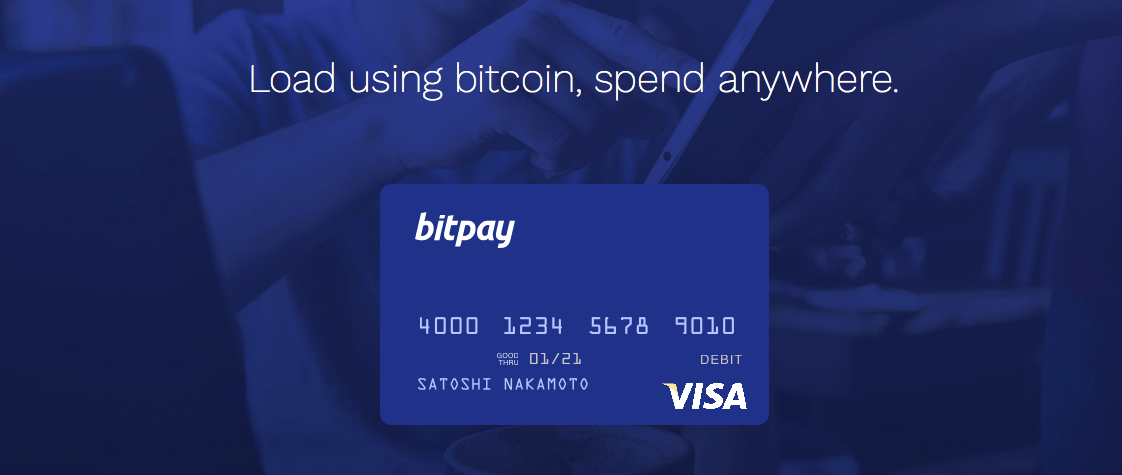 Load using bitcoin, spend anywhere.
bitpay
4000 1234 5678 9010
GOOD THRU 01/21
DEBIT
SATOSHI NAKAMOTO
VISA